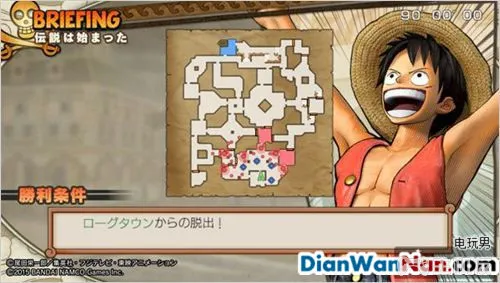 BRIEFING
90:60/00
伝説は始まった
勝利条件
ローグタウンからの脱出！
电玩男
DianWanNan.com
©尾田栄一郎／集英社・フジテレビ・東映アニメーション
©2015 BANDAI NAMCO Games Inc.